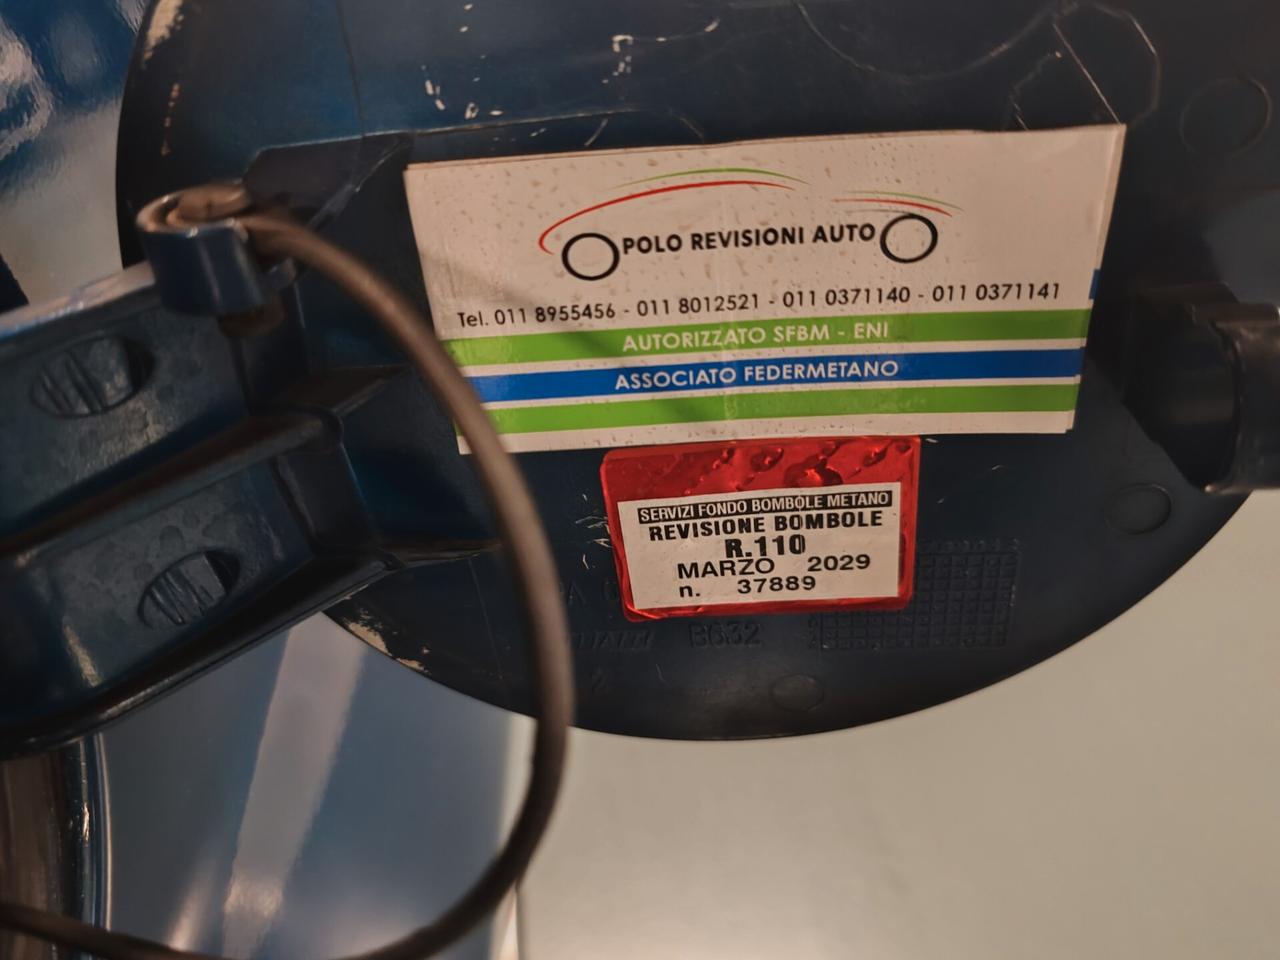 POLO REVISIONI AUTO
Tel. 011 8955456 - 011 8012521 - 011 0371140 - 011 0371141
AUTORIZZATO SFBM - ENI
ASSOCIATO FEDERMETANO
SERVIZI FONDO BOMBOLE METANO
REVISIONE BOMBOLE
R.110
MARZO 2029
n. 37889
B632